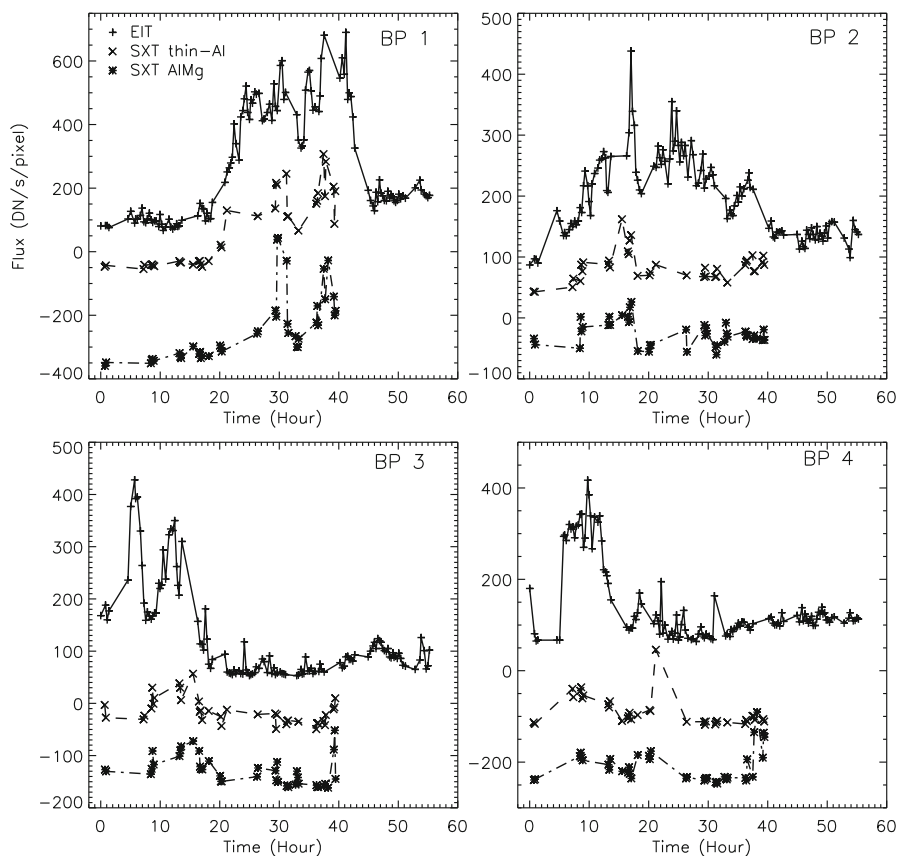 BP 1
+ EIT
× SXT thin-Al
* SXT AlMg
600
400
200
0
-200
-400
Flux (DN/s/pixel)
0 10 20 30 40 50 60
Time (Hour)
BP 2
500
400
300
200
100
0
-100
0 10 20 30 40 50 60
Time (Hour)
BP 3
500
400
300
200
100
0
-100
-200
0 10 20 30 40 50 60
Time (Hour)
BP 4
400
200
0
-200
0 10 20 30 40 50 60
Time (Hour)